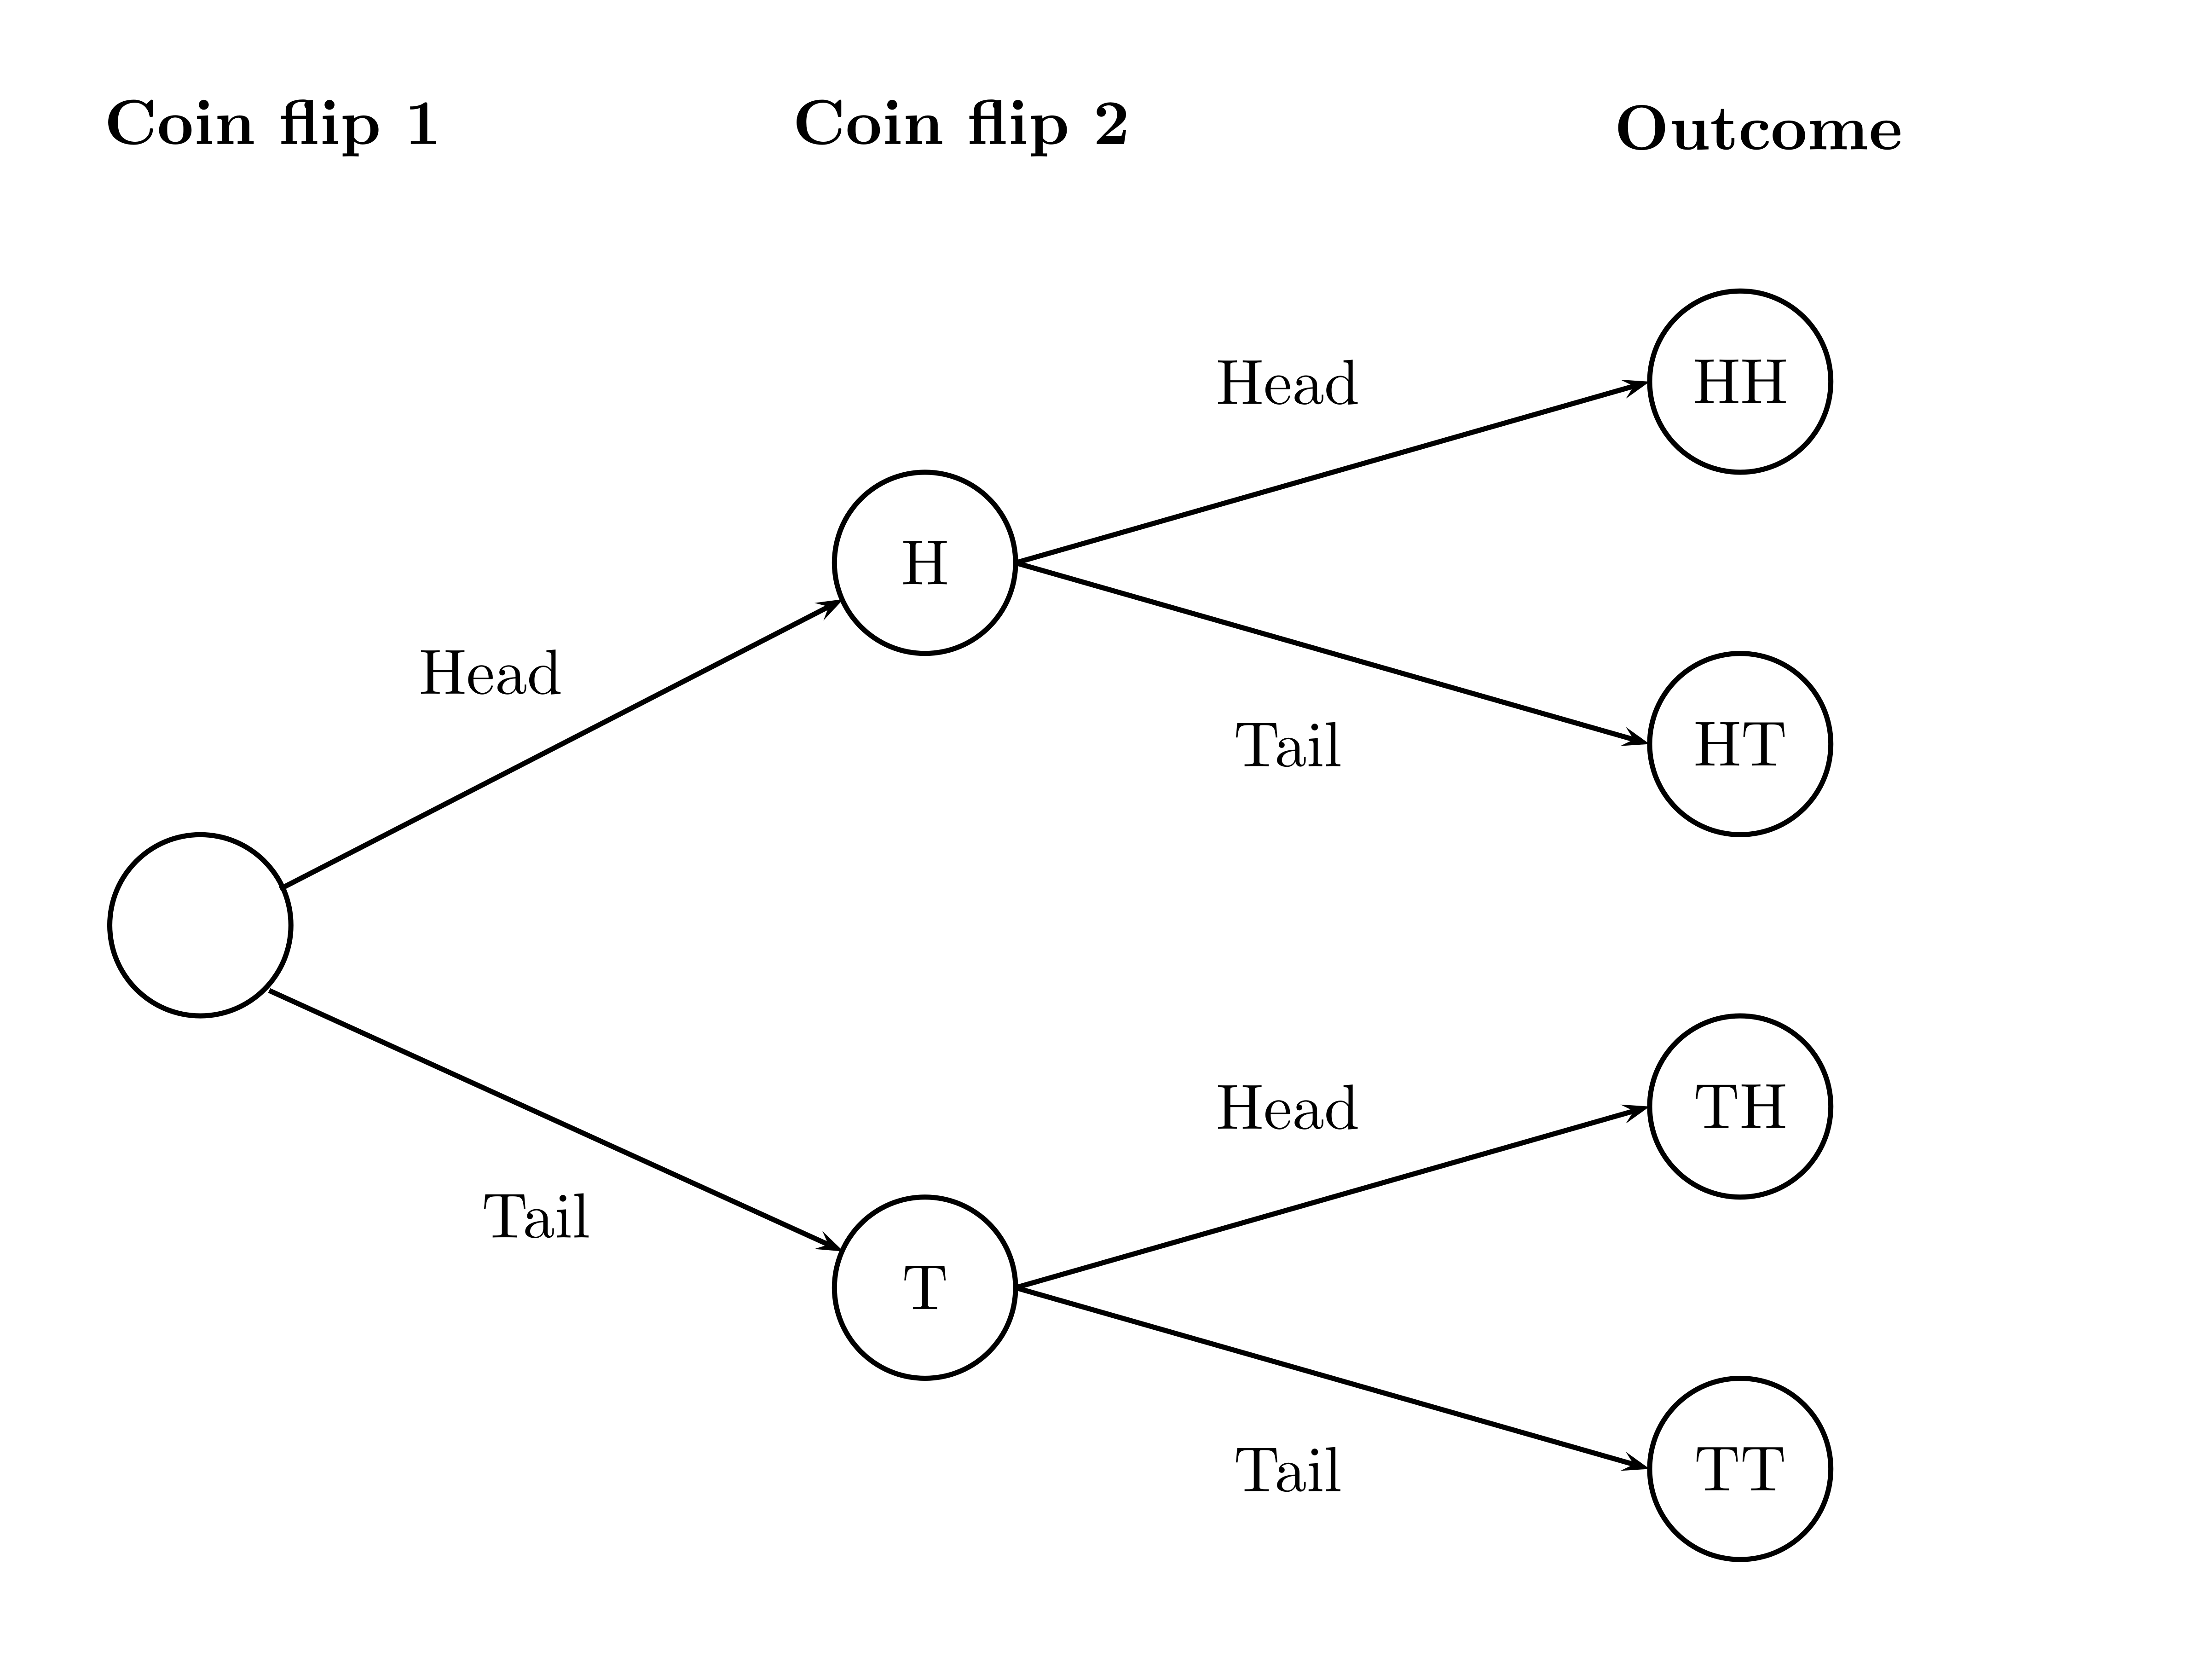 Coin flip 1
Coin flip 2
Outcome
Head
HH
H
Head
Tail
HT
Head
TH
Tail
T
Tail
TT